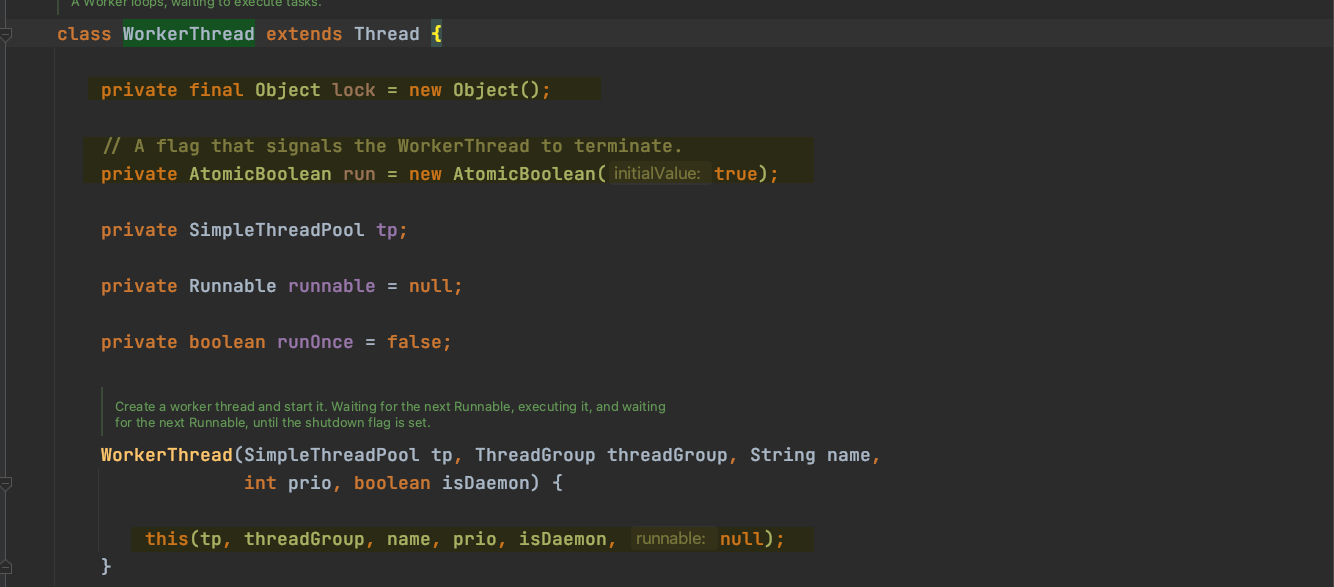 A Worker loops, waiting to execute tasks.
class WorkerThread extends Thread {
private final Object lock = new Object();
// A flag that signals the WorkerThread to terminate.
private AtomicBoolean run = new AtomicBoolean( initialValue: true);
private SimpleThreadPool tp;
private Runnable runnable = null;
private boolean runOnce = false;
Create a worker thread and start it. Waiting for the next Runnable, executing it, and waiting
for the next Runnable, until the shutdown flag is set.
WorkerThread(SimpleThreadPool tp, ThreadGroup threadGroup, String name,
int prio, boolean isDaemon) {
this(tp, threadGroup, name, prio, isDaemon, runnable: null);
}